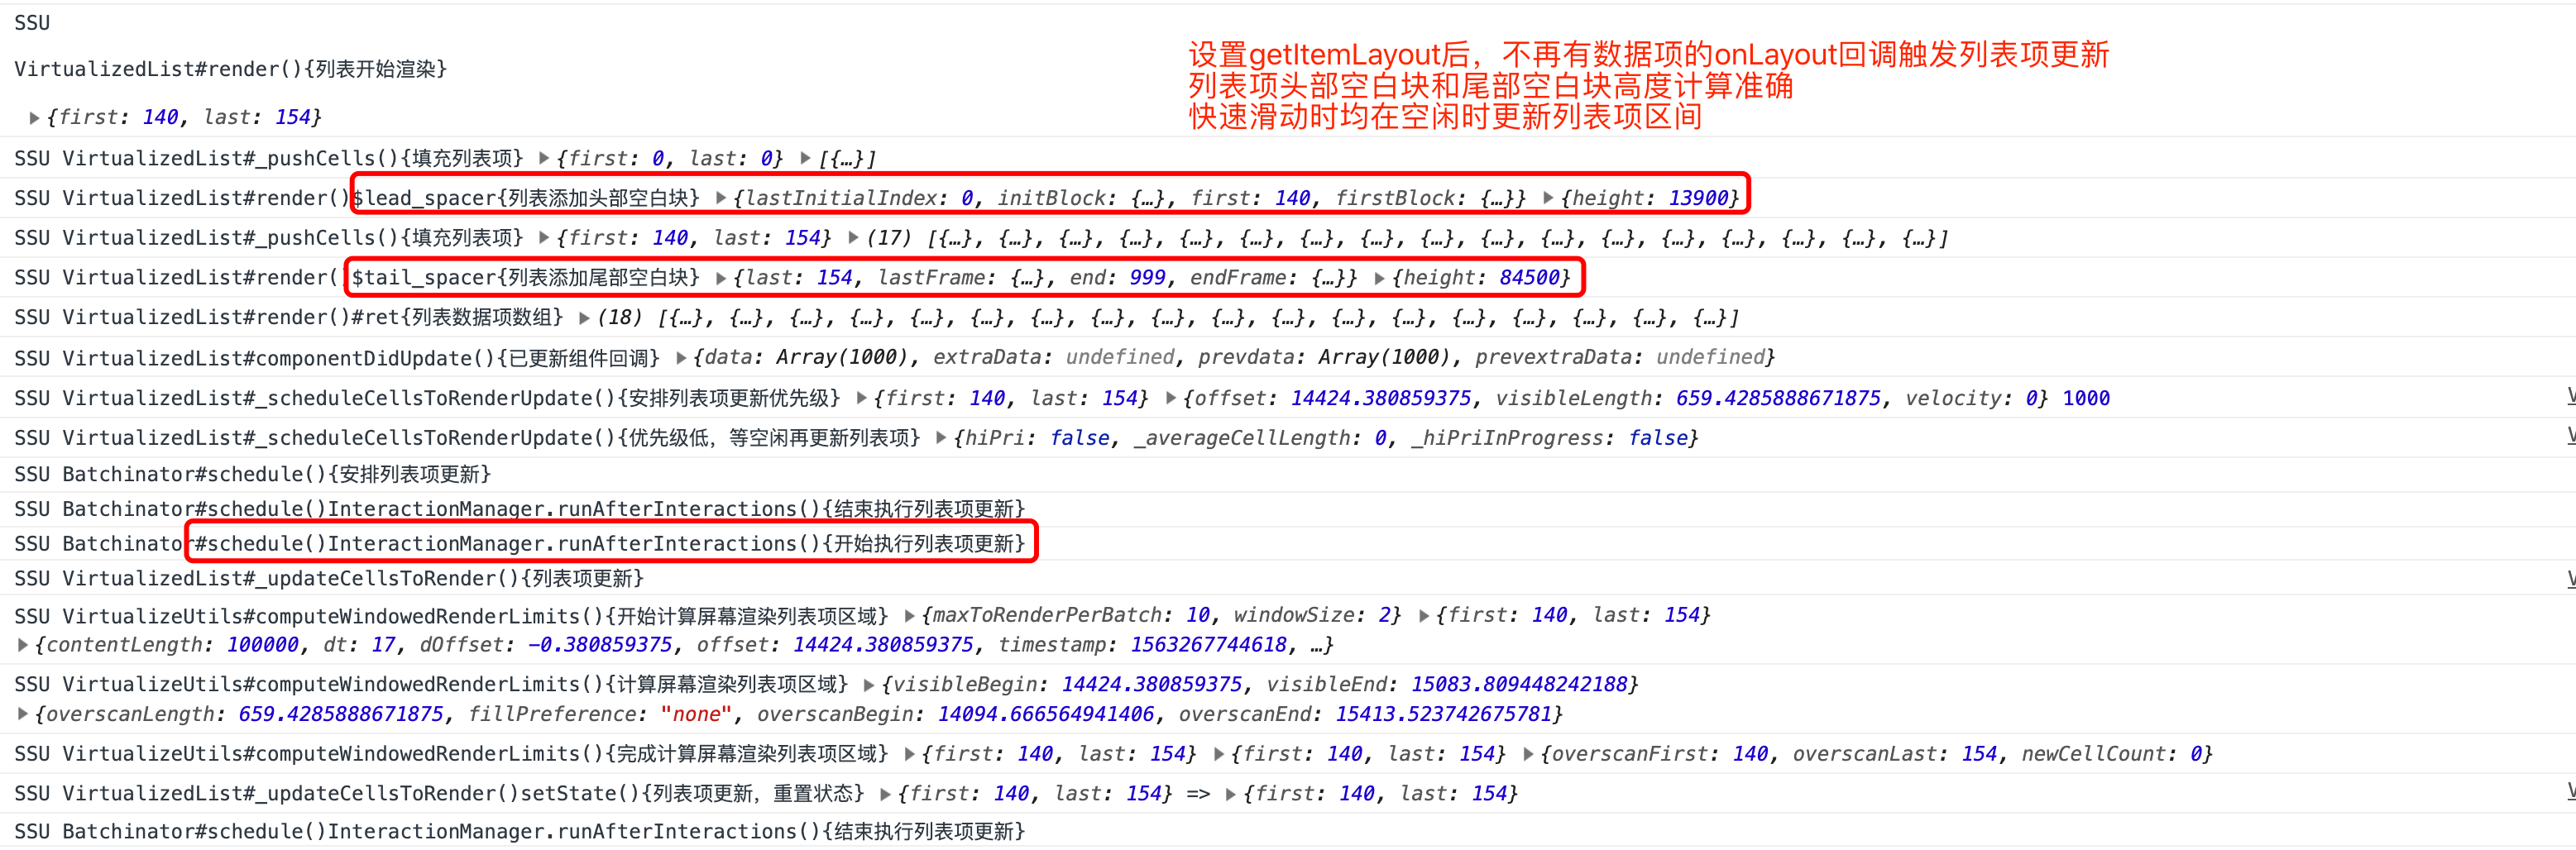 SSU
VirtualizedList#render(){列表开始渲染}
▶{first: 140, last: 154}
设置getItemLayout后，不再有数据项的onLayout回调触发列表项更新
列表项头部空白块和尾部空白块高度计算准确
快速滑动时均在空闲时更新列表项区间
SSU VirtualizedList#_pushCells(){填充列表项} ▶{first: 0, last: 0} ▶[{…}]
SSU VirtualizedList#render()$lead_spacer{列表添加头部空白块} ▶{lastInitialIndex: 0, initBlock: {…}, first: 140, firstBlock: {…}} ▶{height: 13900}
SSU VirtualizedList#_pushCells(){填充列表项} ▶{first: 140, last: 154} ▶(17) [{…}, {…}, {…}, {…}, {…}, {…}, {…}, {…}, {…}, {…}, {…}, {…}, {…}, {…}, {…}, {…}, {…}]
SSU VirtualizedList#render()$tail_spacer{列表添加尾部空白块} ▶{last: 154, lastFrame: {…}, end: 999, endFrame: {…}} ▶{height: 84500}
SSU VirtualizedList#render()#ret{列表数据项数组} ▶(18) [{…}, {…}, {…}, {…}, {…}, {…}, {…}, {…}, {…}, {…}, {…}, {…}, {…}, {…}, {…}, {…}, {…}, {…}]
SSU VirtualizedList#componentDidUpdate(){已更新组件回调} ▶{data: Array(1000), extraData: undefined, prevdata: Array(1000), prevextraData: undefined}
SSU VirtualizedList#_scheduleCellsToRenderUpdate(){安排列表项更新优先级} ▶{first: 140, last: 154} ▶{offset: 14424.380859375, visibleLength: 659.4285888671875, velocity: 0} 1000
SSU VirtualizedList#_scheduleCellsToRenderUpdate(){优先级低，等空闲再更新列表项} ▶{hiPri: false, _averageCellLength: 0, _hiPriInProgress: false}
SSU Batchinator#schedule(){安排列表项更新}
SSU Batchinator#schedule()InteractionManager.runAfterInteractions(){结束执行列表项更新}
SSU Batchinator#schedule()InteractionManager.runAfterInteractions(){开始执行列表项更新}
SSU VirtualizedList#_updateCellsToRender(){列表项更新}
SSU VirtualizeUtils#computeWindowedRenderLimits(){开始计算屏幕渲染列表项区域} ▶{maxToRenderPerBatch: 10, windowSize: 2} ▶{first: 140, last: 154}
▶{contentLength: 100000, dt: 17, dOffset: -0.380859375, offset: 14424.380859375, timestamp: 1563267744618, …}
SSU VirtualizeUtils#computeWindowedRenderLimits(){计算屏幕渲染列表项区域} ▶{visibleBegin: 14424.380859375, visibleEnd: 15083.809448242188}
▶{overscanLength: 659.4285888671875, fillPreference: "none", overscanBegin: 14094.666564941406, overscanEnd: 15413.523742675781}
SSU VirtualizeUtils#computeWindowedRenderLimits(){完成计算屏幕渲染列表项区域} ▶{first: 140, last: 154} ▶{first: 140, last: 154} ▶{overscanFirst: 140, overscanLast: 154, newCellCount: 0}
SSU VirtualizedList#_updateCellsToRender()setState(){列表项更新，重置状态} ▶{first: 140, last: 154} => ▶{first: 140, last: 154}
SSU Batchinator#schedule()InteractionManager.runAfterInteractions(){结束执行列表项更新}